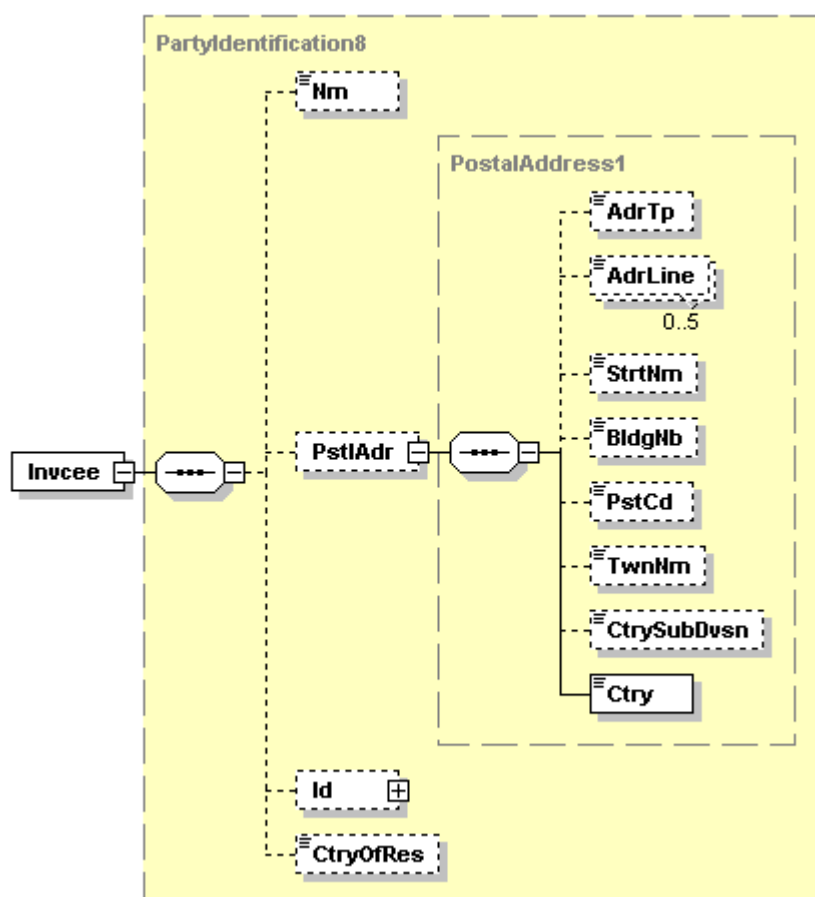 PartyIdentification8
Nm
PostalAddress1
AdrTp
AdrLine
0..5
StrtNm
BldgNb
Invcee
PstlAdr
PstCd
TwnNm
CtrySubDvsn
Ctry
Id
CtryOfRes